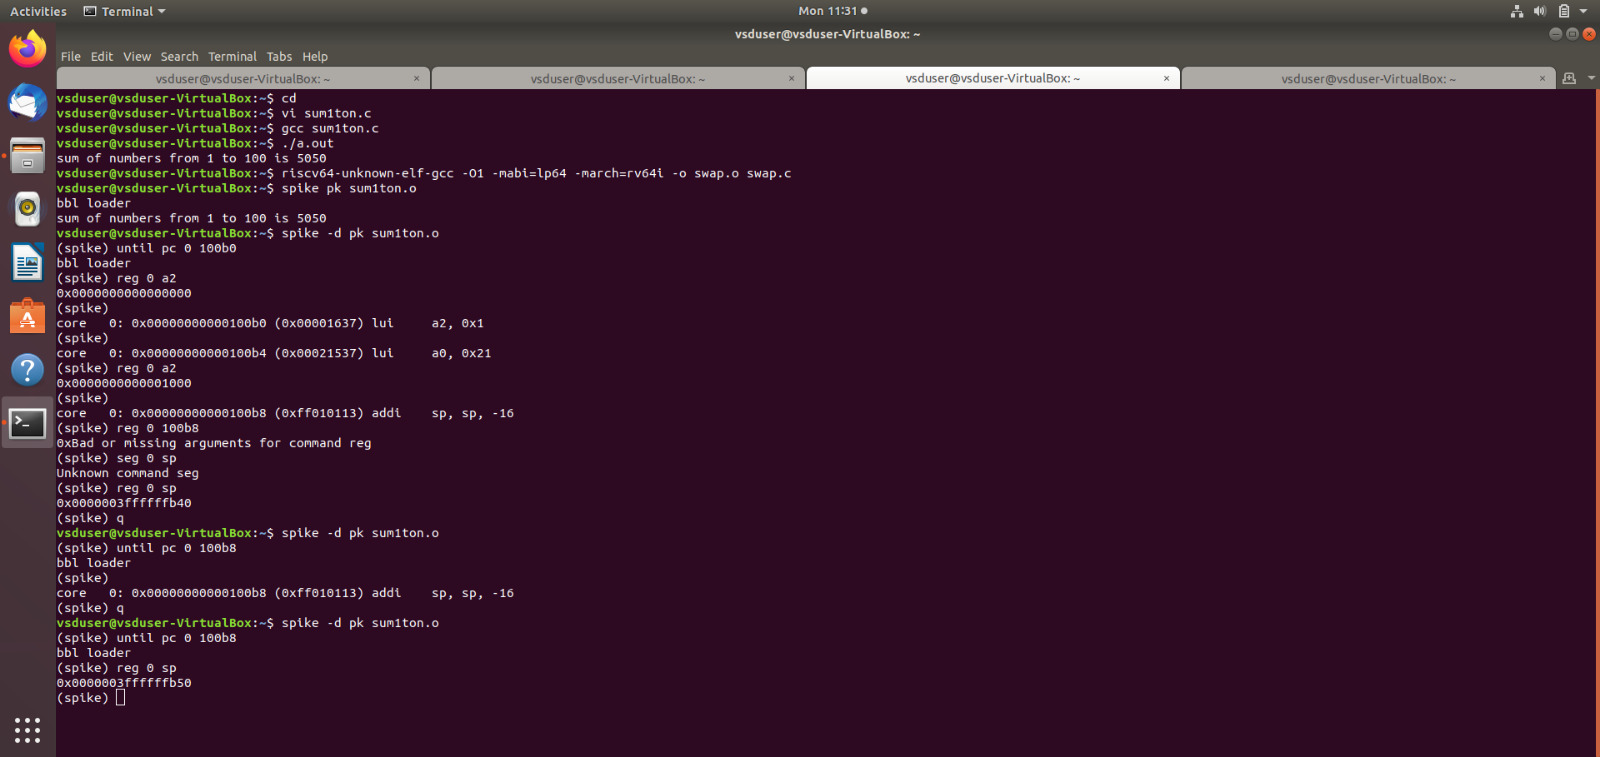 Activities Terminal Mon 11:31
vsduser@vsduser-VirtualBox: ~
File Edit View Search Terminal Tabs Help
vsduser@vsduser-VirtualBox: ~ × vsduser@vsduser-VirtualBox: ~ × vsduser@vsduser-VirtualBox: ~ × vsduser@vsduser-VirtualBox: ~ ×
vsduser@vsduser-VirtualBox:~$ cd
vsduser@vsduser-VirtualBox:~$ vi sum1ton.c
vsduser@vsduser-VirtualBox:~$ gcc sum1ton.c
vsduser@vsduser-VirtualBox:~$ ./a.out
sum of numbers from 1 to 100 is 5050
vsduser@vsduser-VirtualBox:~$ riscv64-unknown-elf-gcc -O1 -mabi=lp64 -march=rv64i -o swap.o swap.c
vsduser@vsduser-VirtualBox:~$ spike pk sum1ton.o
bbl loader
sum of numbers from 1 to 100 is 5050
vsduser@vsduser-VirtualBox:~$ spike -d pk sum1ton.o
(spike) until pc 0 100b0
bbl loader
(spike) reg 0 a2
0x0000000000000000
(spike)
core   0: 0x00000000000100b0 (0x00001637) lui     a2, 0x1
(spike)
core   0: 0x00000000000100b4 (0x00021537) lui     a0, 0x21
(spike) reg 0 a2
0x0000000000001000
(spike)
core   0: 0x00000000000100b8 (0xff010113) addi    sp, sp, -16
(spike) reg 0 100b8
0xBad or missing arguments for command reg
(spike) seg 0 sp
Unknown command seg
(spike) reg 0 sp
0x0000003ffffffb40
(spike) q
vsduser@vsduser-VirtualBox:~$ spike -d pk sum1ton.o
(spike) until pc 0 100b8
bbl loader
(spike)
core   0: 0x00000000000100b8 (0xff010113) addi    sp, sp, -16
(spike) q
vsduser@vsduser-VirtualBox:~$ spike -d pk sum1ton.o
(spike) until pc 0 100b8
bbl loader
(spike) reg 0 sp
0x0000003ffffffb50
(spike)